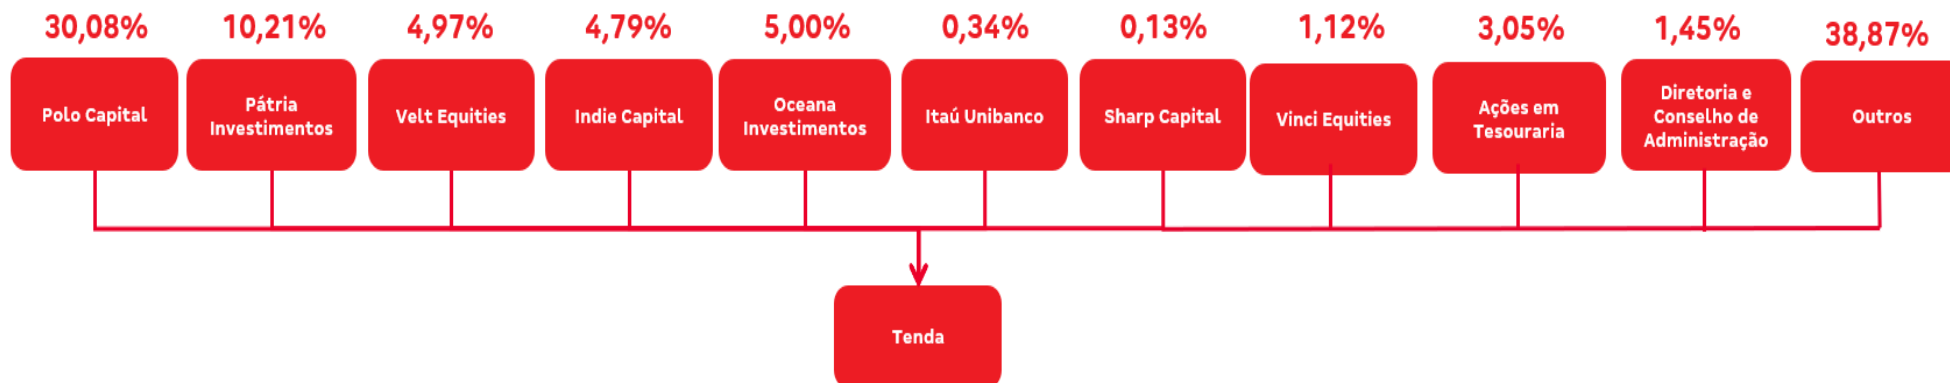 30,08% 10,21% 4,97% 4,79% 5,00% 0,34% 0,13% 1,12% 3,05% 1,45% 38,87%
Polo Capital
Pátria
Investimentos
Velt Equities
Indie Capital
Oceana
Investimentos
Itaú Unibanco
Sharp Capital
Vinci Equities
Ações em
Tesouraria
Diretoria e
Conselho de
Administração
Outros
Tenda